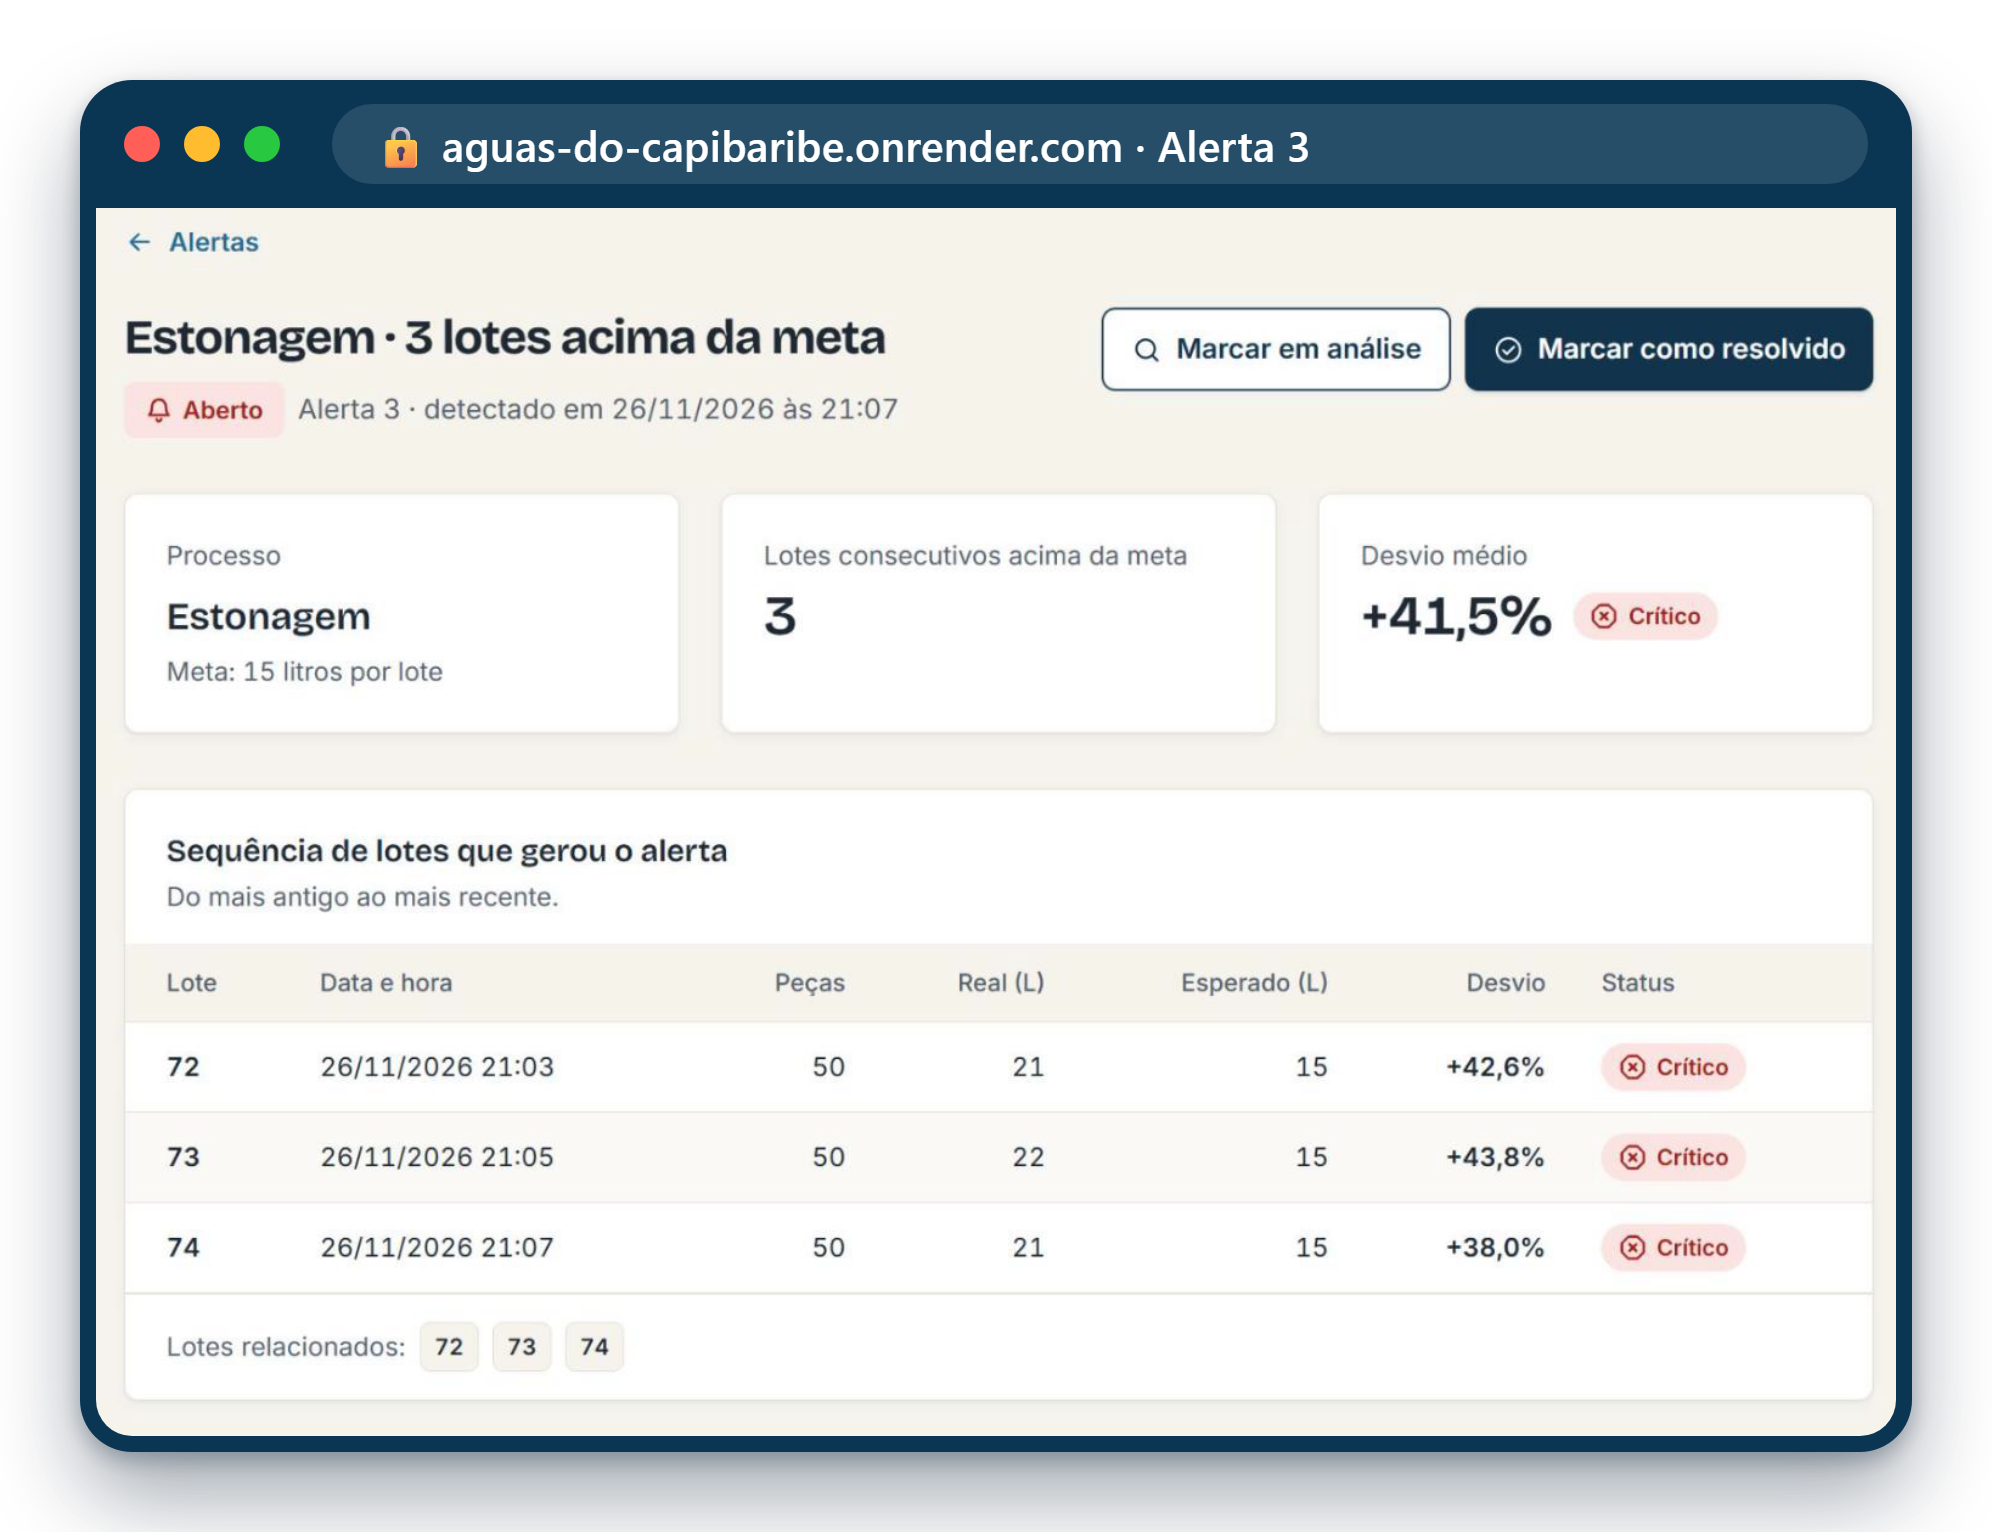 aguas-do-capibaribe.onrender.com · Alerta 3
← Alertas
Estonagem · 3 lotes acima da meta
Marcar em análise
Marcar como resolvido
Aberto
Alerta 3 · detectado em 26/11/2026 às 21:07
Processo
Estonagem
Meta: 15 litros por lote
Lotes consecutivos acima da meta
3
Desvio médio
+41,5% Crítico
Sequência de lotes que gerou o alerta
Do mais antigo ao mais recente.
Lote Data e hora Peças Real (L) Esperado (L) Desvio Status
72 26/11/2026 21:03 50 21 15 +42,6% Crítico
73 26/11/2026 21:05 50 22 15 +43,8% Crítico
74 26/11/2026 21:07 50 21 15 +38,0% Crítico
Lotes relacionados: 72 73 74